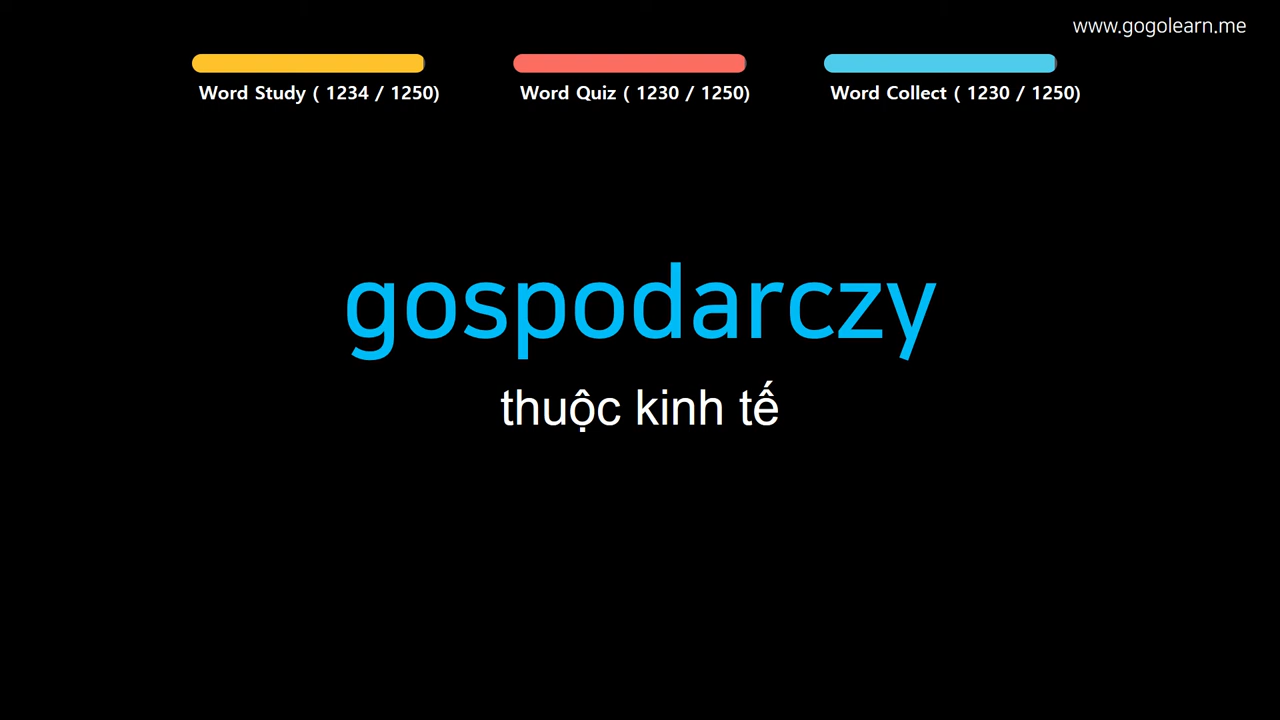 www.gogolearn.me
Word Study ( 1234 / 1250)
Word Quiz ( 1230 / 1250)
Word Collect ( 1230 / 1250)
gospodarczy
thuộc kinh tế